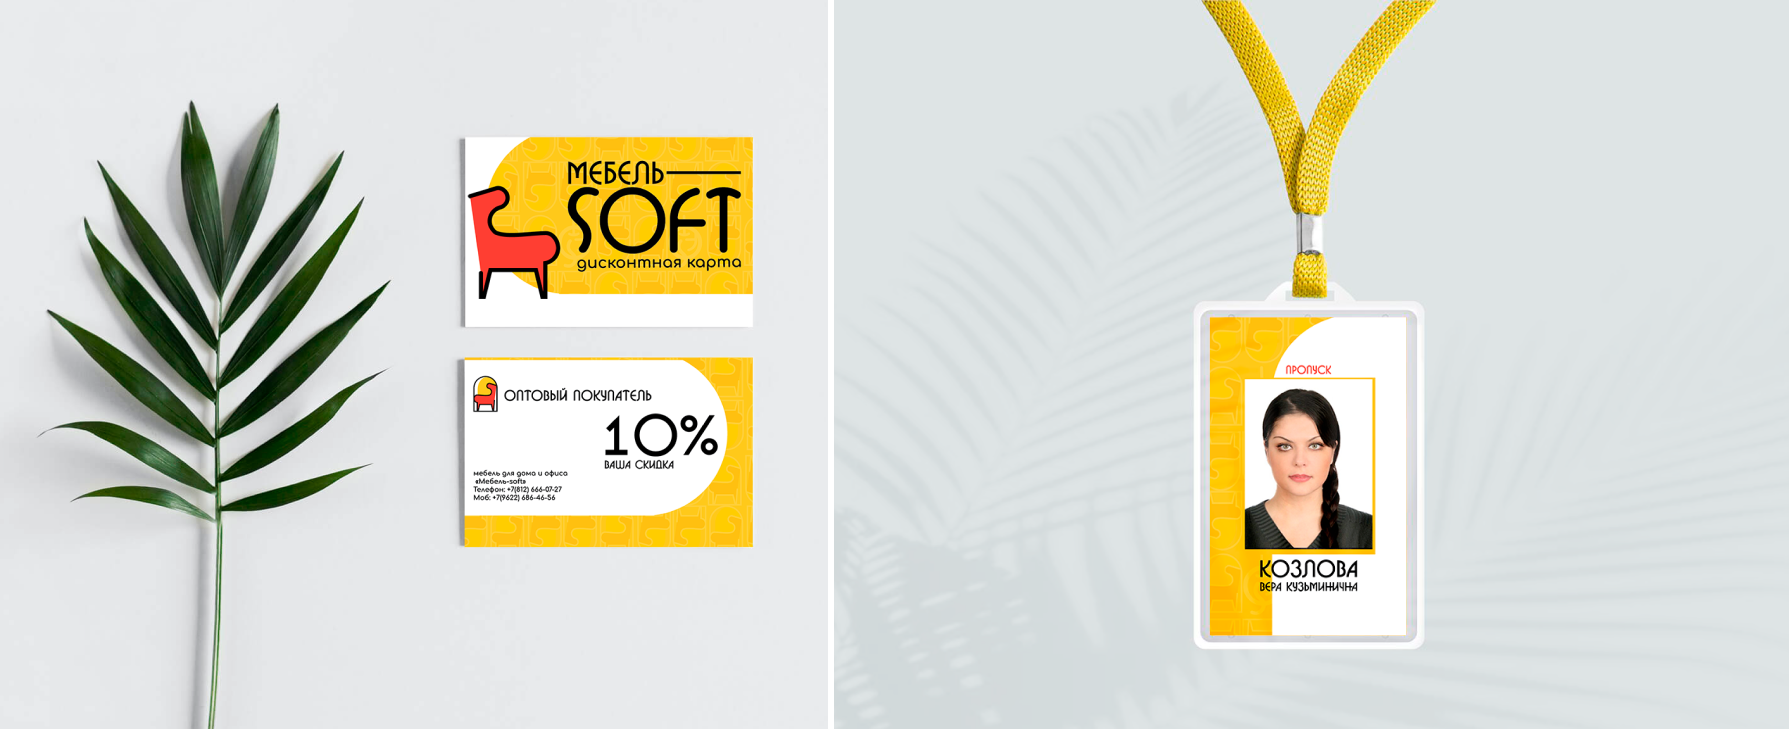 МЕБЕЛЬ
SOFT
дисконтная карта
ОПТОВЫЙ ПОКУПАТЕЛЬ
10%
ВАША СКИДКА
мебель для дома и офиса
«Мебель-soft»
Телефон: +7(812) 666-07-27
Моб: +7(9622) 686-46-56
ПРОПУСК
КОЗЛОВА
ВЕРА КУЗЬМИНИЧНА